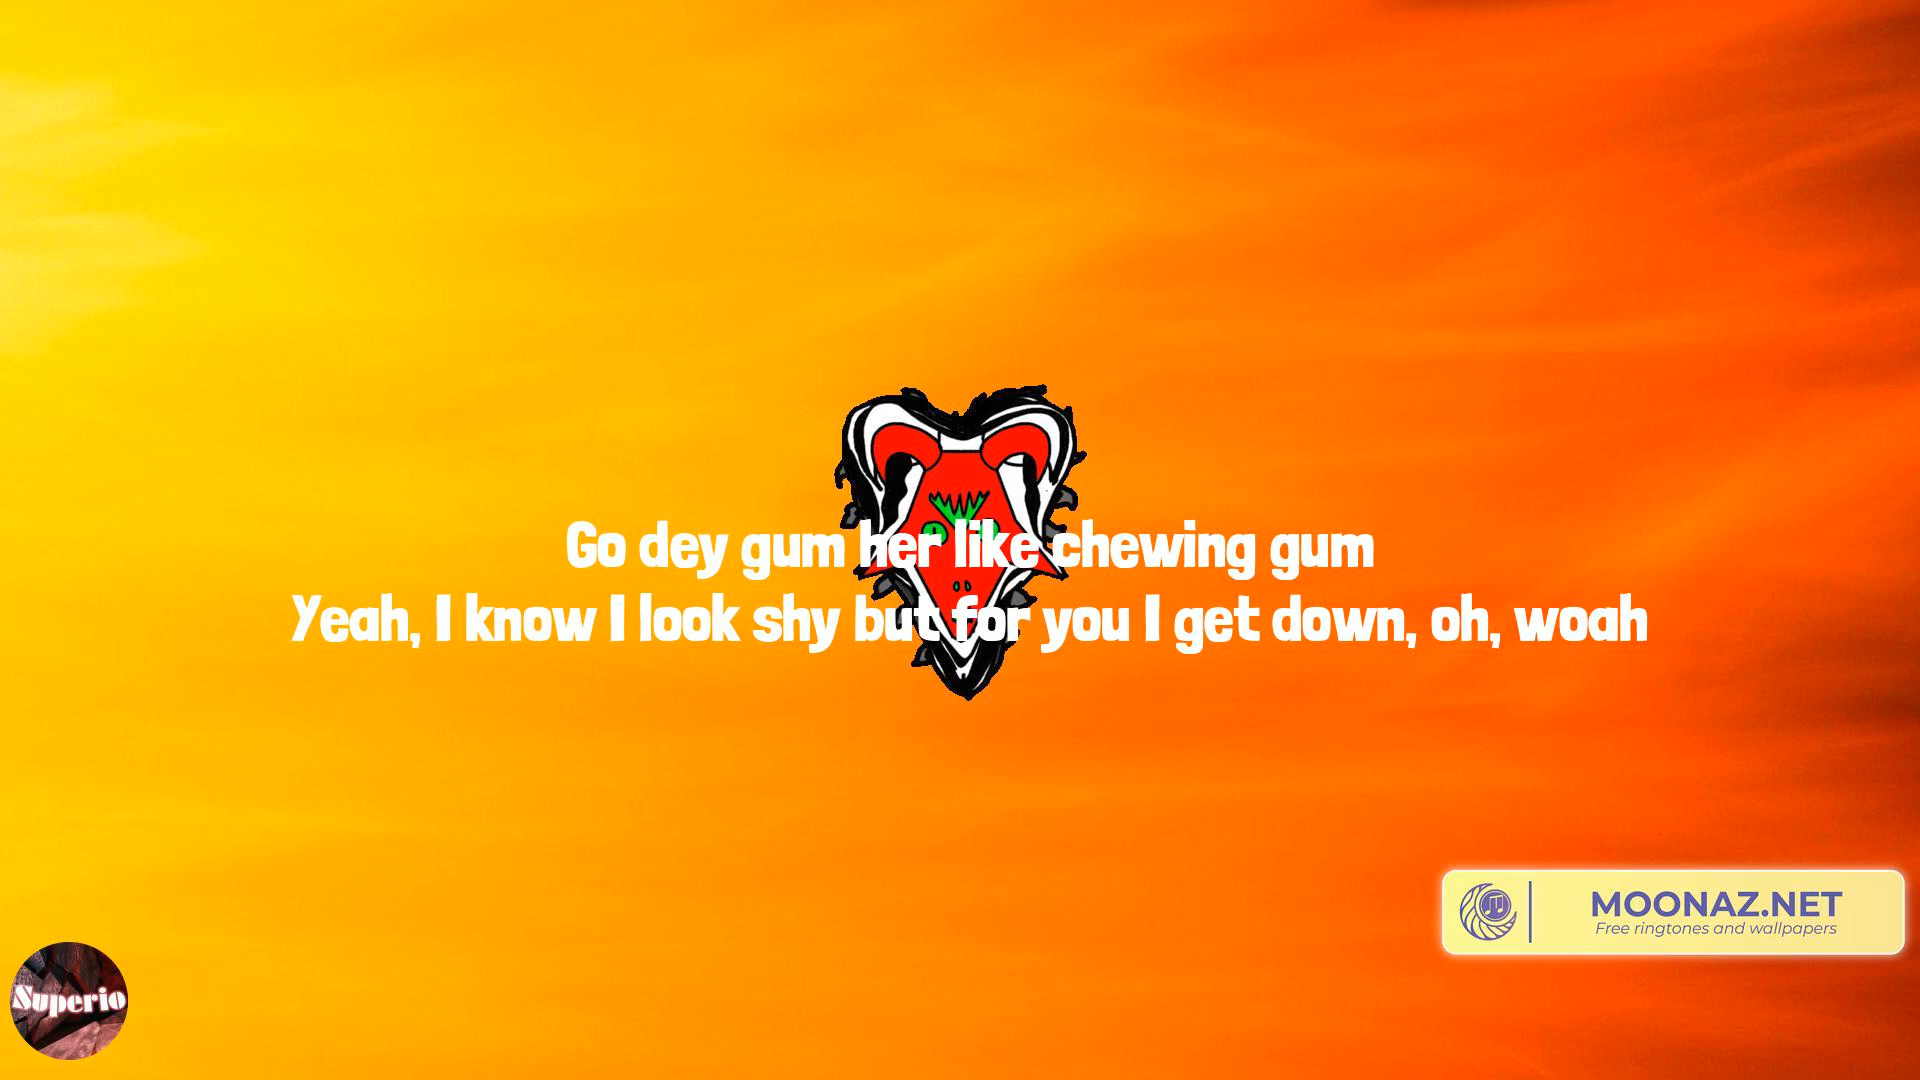 Go dey gum her like chewing gum
Yeah, I know I look shy but for you I get down, oh, woah
MOONAZ.NET
Free ringtones and wallpapers
Superio